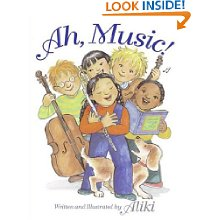 LOOK INSIDE!
Ah, Music!
Written and Illustrated by Aliki